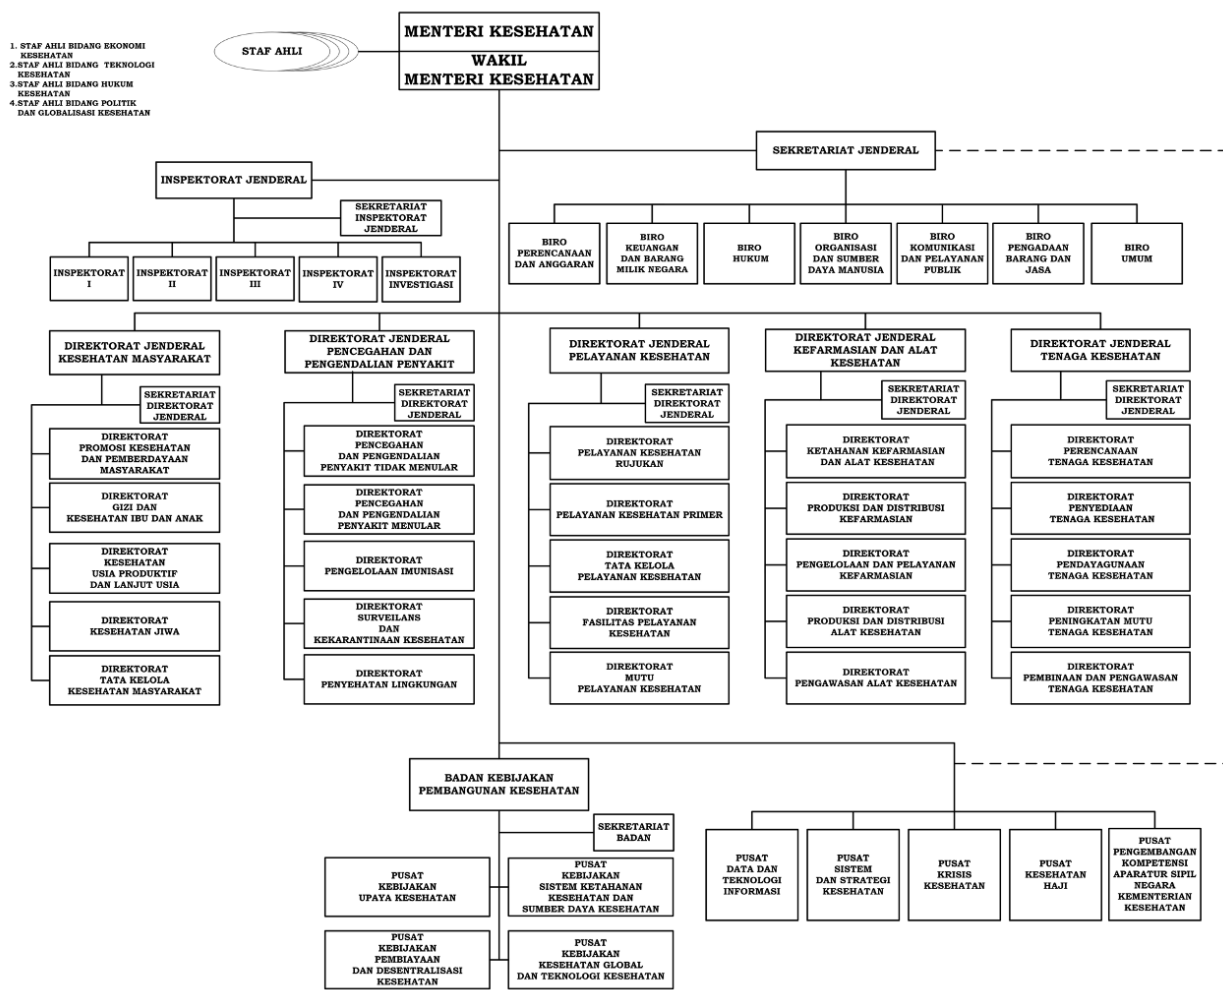 MENTERI KESEHATAN
WAKIL
MENTERI KESEHATAN
STAF AHLI
1. STAF AHLI BIDANG EKONOMI
KESEHATAN
2.STAF AHLI BIDANG TEKNOLOGI
KESEHATAN
3.STAF AHLI BIDANG HUKUM
KESEHATAN
4.STAF AHLI BIDANG POLITIK
DAN GLOBALISASI KESEHATAN
SEKRETARIAT JENDERAL
INSPEKTORAT JENDERAL
SEKRETARIAT
INSPEKTORAT
JENDERAL
BIRO
PERENCANAAN
DAN ANGGARAN
BIRO
KEUANGAN
DAN BARANG
MILIK NEGARA
BIRO
HUKUM
BIRO
ORGANISASI
DAN SUMBER
DAYA MANUSIA
BIRO
KOMUNIKASI
DAN PELAYANAN
PUBLIK
BIRO
PENGADAAN
BARANG DAN
JASA
BIRO
UMUM
INSPEKTORAT
I
INSPEKTORAT
II
INSPEKTORAT
III
INSPEKTORAT
IV
INSPEKTORAT
INVESTIGASI
DIREKTORAT JENDERAL
KESEHATAN MASYARAKAT
SEKRETARIAT
DIREKTORAT
JENDERAL
DIREKTORAT
PROMOSI KESEHATAN
DAN PEMBERDAYAAN
MASYARAKAT
DIREKTORAT
GIZI DAN
KESEHATAN IBU DAN ANAK
DIREKTORAT
KESEHATAN
USIA PRODUKTIF
DAN LANJUT USIA
DIREKTORAT
KESEHATAN JIWA
DIREKTORAT
TATA KELOLA
KESEHATAN MASYARAKAT
DIREKTORAT JENDERAL
PENCEGAHAN DAN
PENGENDALIAN PENYAKIT
SEKRETARIAT
DIREKTORAT
JENDERAL
DIREKTORAT
PENCEGAHAN
DAN PENGENDALIAN
PENYAKIT TIDAK MENULAR
DIREKTORAT
PENCEGAHAN
DAN PENGENDALIAN
PENYAKIT MENULAR
DIREKTORAT
PENGELOLAAN IMUNISASI
DIREKTORAT
SURVEILANS
DAN
KEKARANTINAAN KESEHATAN
DIREKTORAT
PENYEHATAN LINGKUNGAN
DIREKTORAT JENDERAL
PELAYANAN KESEHATAN
SEKRETARIAT
DIREKTORAT
JENDERAL
DIREKTORAT
PELAYANAN KESEHATAN
RUJUKAN
DIREKTORAT
PELAYANAN KESEHATAN PRIMER
DIREKTORAT
TATA KELOLA
PELAYANAN KESEHATAN
DIREKTORAT
FASILITAS PELAYANAN
KESEHATAN
DIREKTORAT
MUTU
PELAYANAN KESEHATAN
DIREKTORAT JENDERAL
KEFARMASIAN DAN ALAT
KESEHATAN
SEKRETARIAT
DIREKTORAT
JENDERAL
DIREKTORAT
KETAHANAN KEFARMASIAN
DAN ALAT KESEHATAN
DIREKTORAT
PRODUKSI DAN DISTRIBUSI
KEFARMASIAN
DIREKTORAT
PENGELOLAAN DAN PELAYANAN
KEFARMASIAN
DIREKTORAT
PRODUKSI DAN DISTRIBUSI
ALAT KESEHATAN
DIREKTORAT
PENGAWASAN ALAT KESEHATAN
DIREKTORAT JENDERAL
TENAGA KESEHATAN
SEKRETARIAT
DIREKTORAT
JENDERAL
DIREKTORAT
PERENCANAAN
TENAGA KESEHATAN
DIREKTORAT
PENYEDIAAN
TENAGA KESEHATAN
DIREKTORAT
PENDAYAGUNAAN
TENAGA KESEHATAN
DIREKTORAT
PENINGKATAN MUTU
TENAGA KESEHATAN
DIREKTORAT
PEMBINAAN DAN PENGAWASAN
TENAGA KESEHATAN
BADAN KEBIJAKAN
PEMBANGUNAN KESEHATAN
SEKRETARIAT
BADAN
PUSAT
KEBIJAKAN
UPAYA KESEHATAN
PUSAT
KEBIJAKAN
SISTEM KETAHANAN
KESEHATAN DAN
SUMBER DAYA KESEHATAN
PUSAT
KEBIJAKAN
PEMBIAYAAN
DAN DESENTRALISASI
KESEHATAN
PUSAT
KEBIJAKAN
KESEHATAN GLOBAL
DAN TEKNOLOGI KESEHATAN
PUSAT
DATA DAN
TEKNOLOGI
INFORMASI
PUSAT
SISTEM
DAN STRATEGI
KESEHATAN
PUSAT
KRISIS
KESEHATAN
PUSAT
KESEHATAN
HAJI
PUSAT
PENGEMBANGAN
KOMPETENSI
APARATUR SIPIL
NEGARA
KEMENTERIAN
KESEHATAN